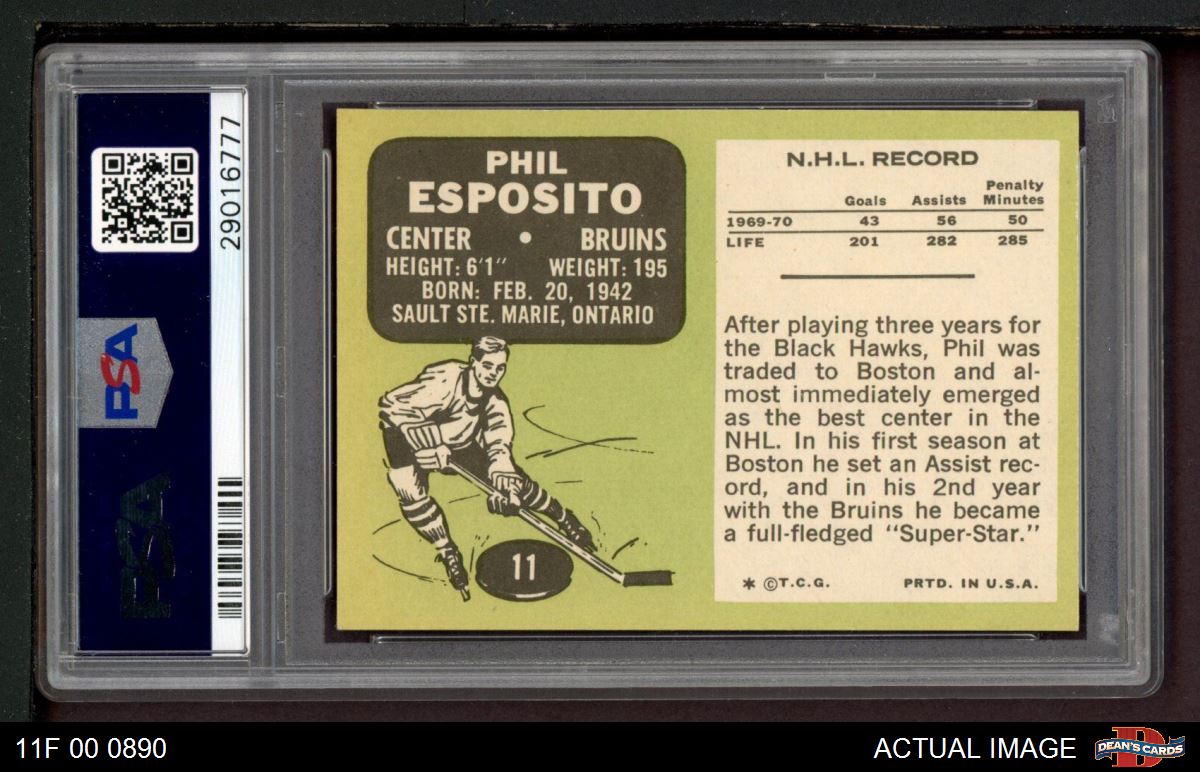 29016777
PSA
PSA
PHIL
ESPOSITO
CENTER • BRUINS
HEIGHT: 6'1" WEIGHT: 195
BORN: FEB. 20, 1942
SAULT STE. MARIE, ONTARIO
11
N.H.L. RECORD
Goals Assists Penalty Minutes
1969-70 43 56 50
LIFE 201 282 285
After playing three years for
the Black Hawks, Phil was
traded to Boston and al-
most immediately emerged
as the best center in the
NHL. In his first season at
Boston he set an Assist rec-
ord, and in his 2nd year
with the Bruins he became
a full-fledged "Super-Star."
* ©T.C.G. PRTD. IN U.S.A.
11F 00 0890
ACTUAL IMAGE
D
DEAN'S CARDS